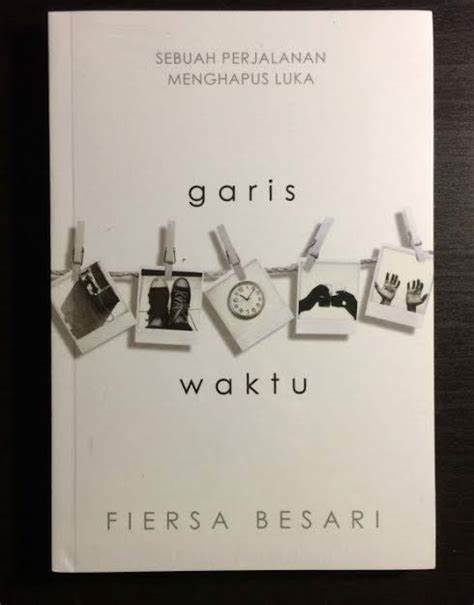 SEBUAH PERJALANAN
MENGHAPUS LUKA
garis
waktu
FIERSA BESARI